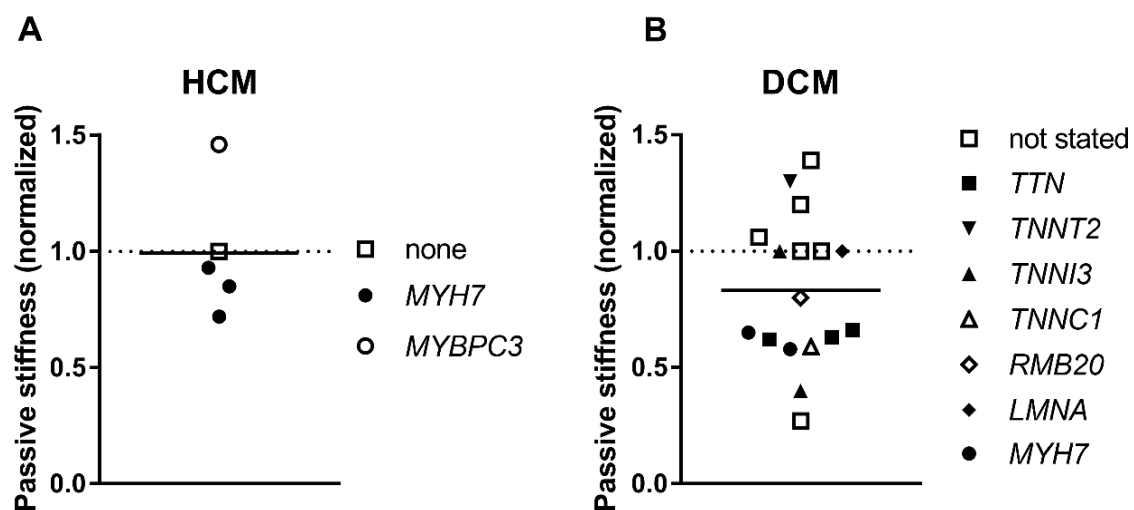 A
HCM
Passive stiffness (normalized)
1.5
1.0
0.5
0.0
none
MYH7
MYBPC3
B
DCM
Passive stiffness (normalized)
1.5
1.0
0.5
0.0
not stated
TTN
TNNT2
TNNI3
TNNC1
RMB20
LMNA
MYH7